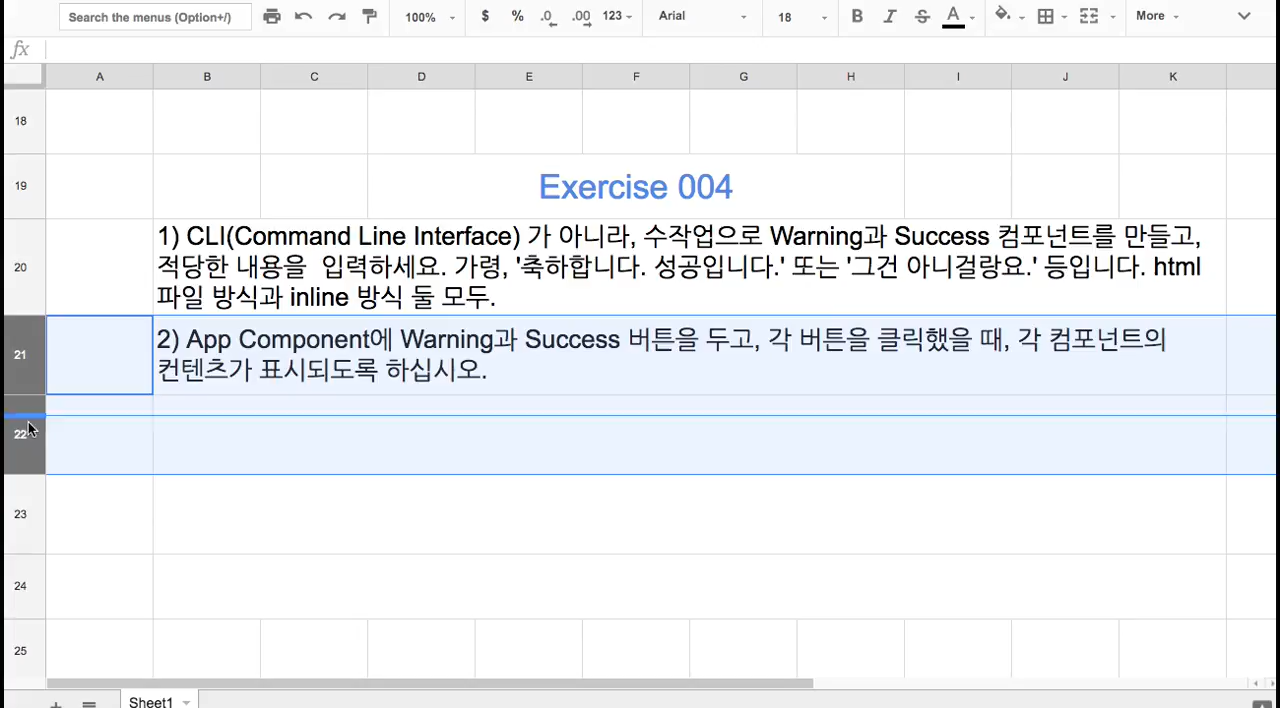 Search the menus (Option+/) 100% $ % .0 .00 123 Arial 18 B I S A More
fx
A B C D E F G H I J K
18
19 Exercise 004
20 1) CLI(Command Line Interface) 가 아니라, 수작업으로 Warning과 Success 컴포넌트를 만들고,
적당한 내용을 입력하세요. 가령, '축하합니다. 성공입니다.' 또는 '그건 아니걸랑요.' 등입니다. html
파일 방식과 inline 방식 둘 모두.
21 2) App Component에 Warning과 Success 버튼을 두고, 각 버튼을 클릭했을 때, 각 컴포넌트의
컨텐츠가 표시되도록 하십시오.
22
23
24
25
Sheet1